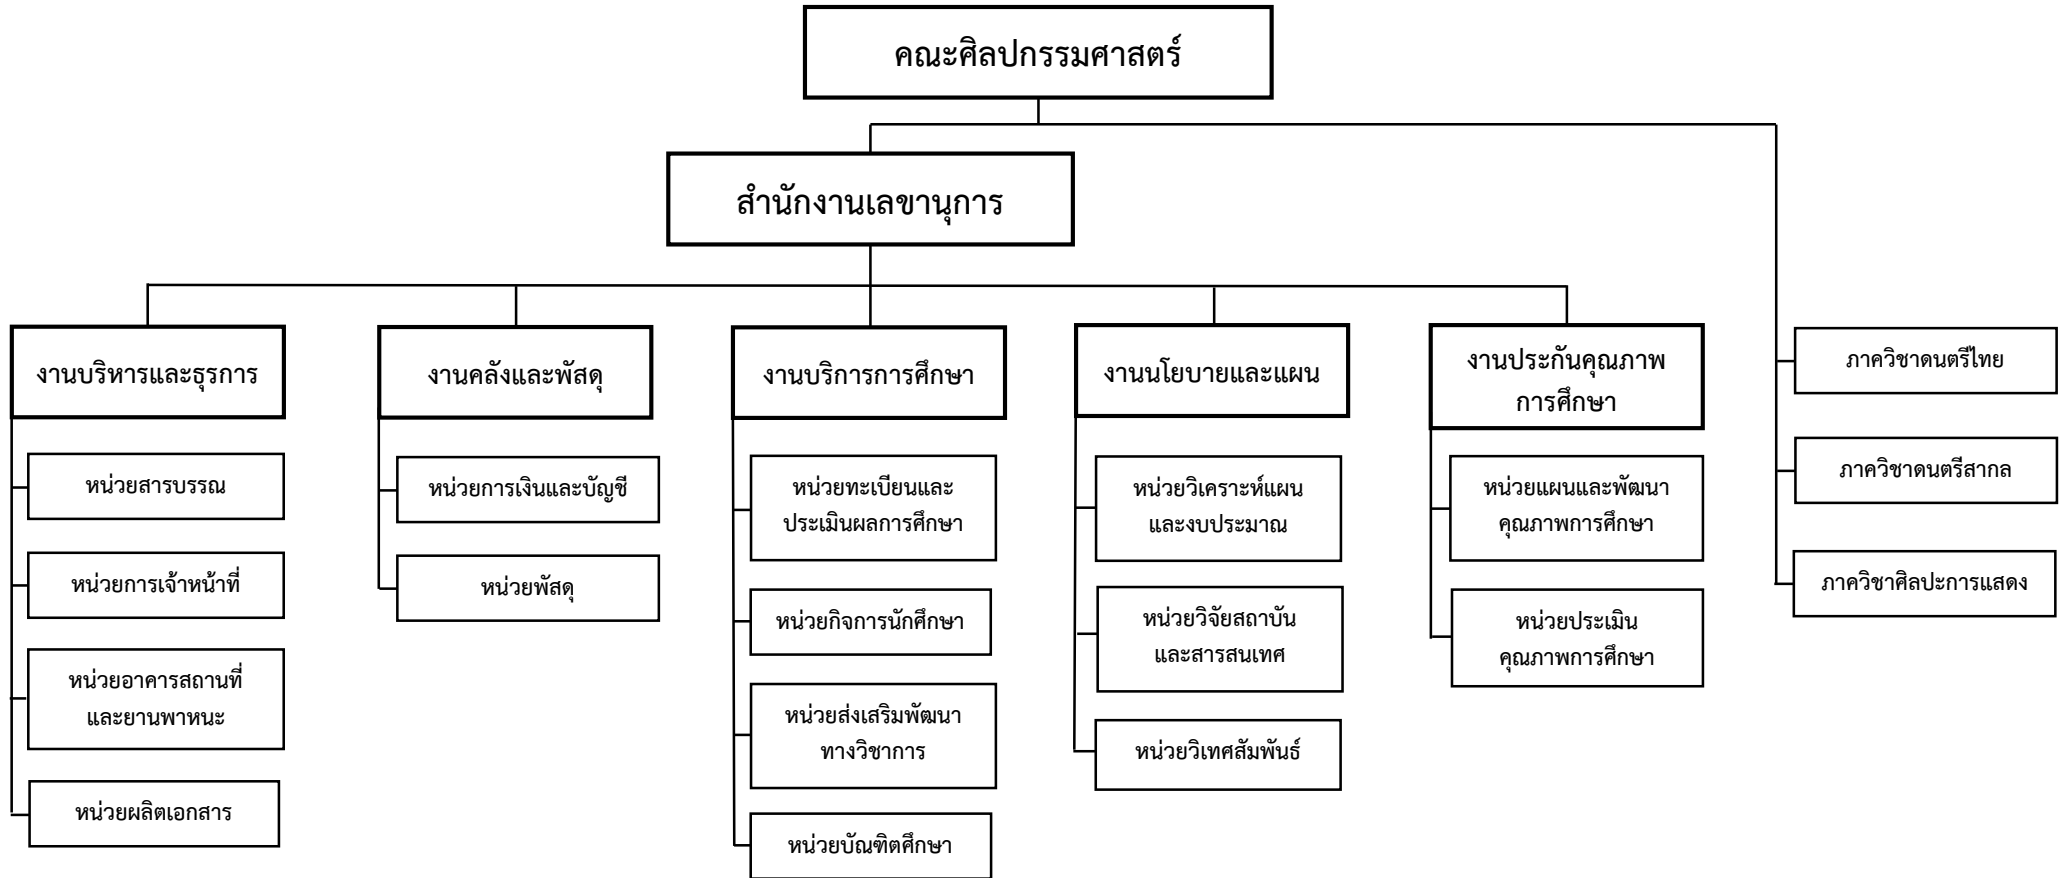 คณะศิลปกรรมศาสตร์
สำนักงานเลขานุการ
งานบริหารและธุรการ
หน่วยสารบรรณ
หน่วยการเจ้าหน้าที่
หน่วยอาคารสถานที่
และยานพาหนะ
หน่วยผลิตเอกสาร
งานคลังและพัสดุ
หน่วยการเงินและบัญชี
หน่วยพัสดุ
งานบริการการศึกษา
หน่วยทะเบียนและ
ประเมินผลการศึกษา
หน่วยกิจการนักศึกษา
หน่วยส่งเสริมพัฒนา
ทางวิชาการ
หน่วยบัณฑิตศึกษา
งานนโยบายและแผน
หน่วยวิเคราะห์แผน
และงบประมาณ
หน่วยวิจัยสถาบัน
และสารสนเทศ
หน่วยวิเทศสัมพันธ์
งานประกันคุณภาพ
การศึกษา
หน่วยแผนและพัฒนา
คุณภาพการศึกษา
หน่วยประเมิน
คุณภาพการศึกษา
ภาควิชาดนตรีไทย
ภาควิชาดนตรีสากล
ภาควิชาศิลปะการแสดง